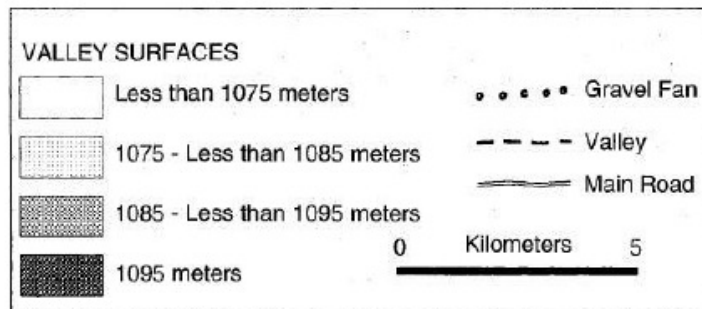 VALLEY SURFACES
Less than 1075 meters
1075 - Less than 1085 meters
1085 - Less than 1095 meters
1095 meters
Gravel Fan
Valley
Main Road
0 Kilometers 5